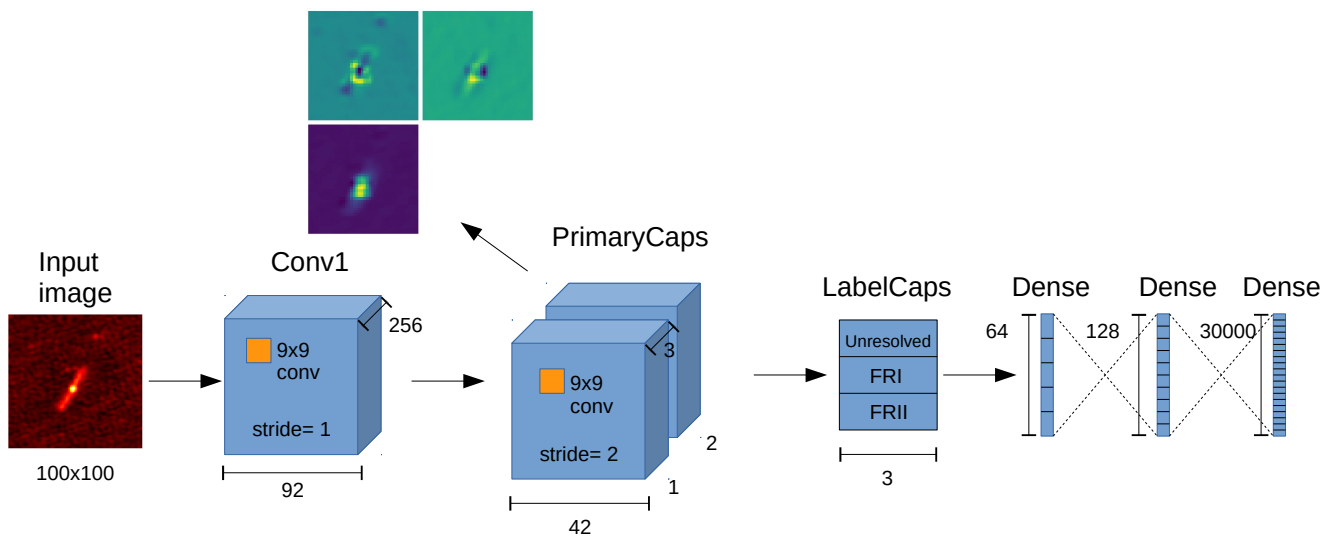 Input
image
100x100
Conv1
256
9x9
conv
stride= 1
92
PrimaryCaps
3
9x9
conv
stride= 2
2
1
42
LabelCaps
Unresolved
FRI
FRII
3
Dense
64
Dense
128
Dense
30000